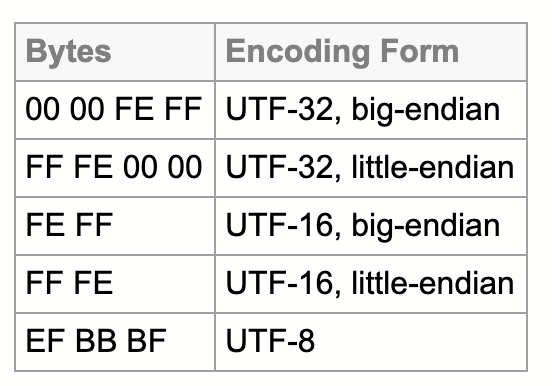 Bytes Encoding Form
00 00 FE FF UTF-32, big-endian
FF FE 00 00 UTF-32, little-endian
FE FF UTF-16, big-endian
FF FE UTF-16, little-endian
EF BB BF UTF-8